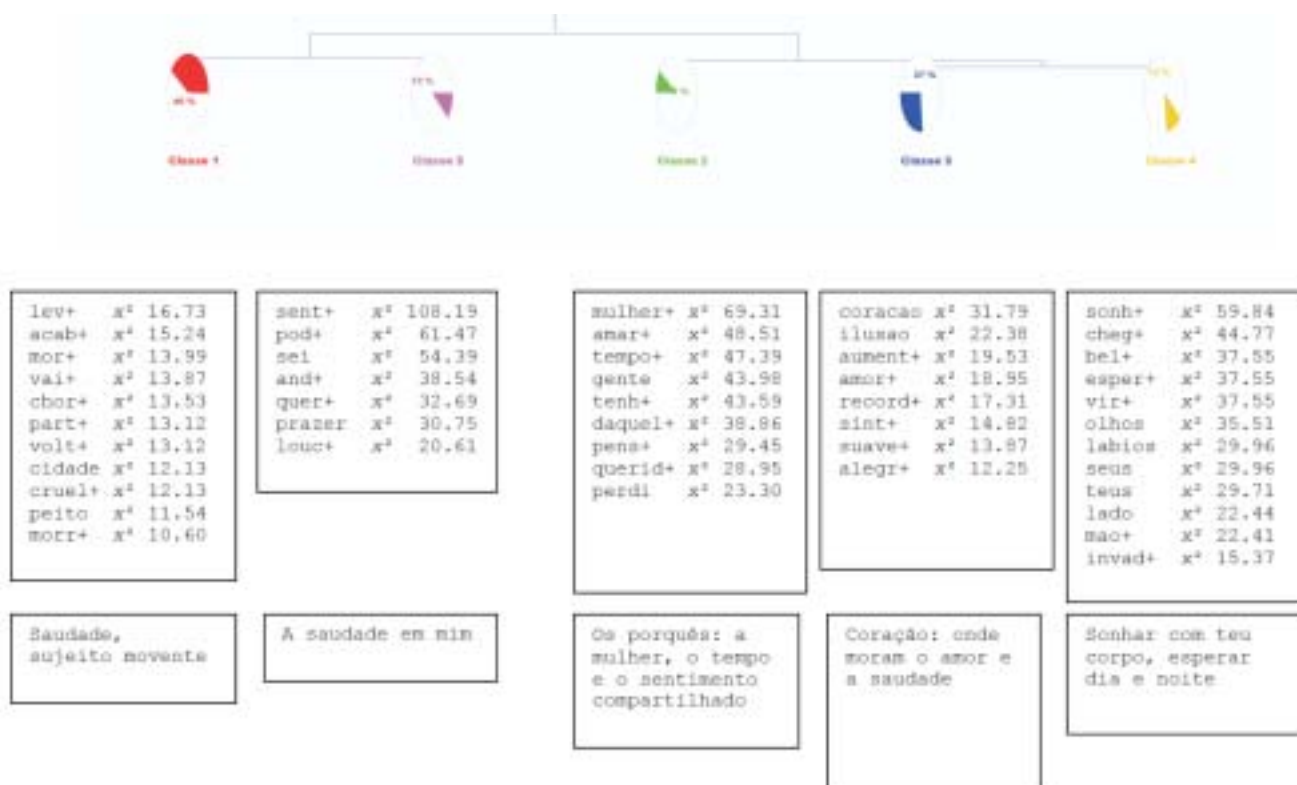 Classe 1
lev+ x² 16.73
acab+ x² 15.24
mor+ x² 13.99
vai+ x² 13.87
chor+ x² 13.53
part+ x² 13.12
volt+ x² 13.12
cidade x² 12.13
cruel+ x² 12.13
peito x² 11.54
morr+ x² 10.60
sent+ x² 108.19
pod+ x² 61.47
sei x² 54.39
and+ x² 38.54
quer+ x² 32.69
prazer x² 30.75
louc+ x² 20.61
mulher+ x² 69.31
amar+ x² 48.51
tempo+ x² 47.39
gente x² 43.98
tenh+ x² 43.59
daquel+ x² 38.86
pens+ x² 29.45
querid+ x² 28.95
perdi x² 23.30
coracao x² 31.79
ilusao x² 22.38
aument+ x² 19.53
amor+ x² 18.95
record+ x² 17.31
sint+ x² 14.82
suave+ x² 13.87
alegr+ x² 12.25
sonh+ x² 59.84
cheg+ x² 44.77
bel+ x² 37.55
esper+ x² 37.55
vir+ x² 37.55
olhos x² 35.51
labios x² 29.96
seus x² 29.96
teus x² 29.71
lado x² 22.44
mao+ x² 22.41
invad+ x² 15.37
Saudade,
sujeito movente
A saudade em mim
Os porquês: a
mulher, o tempo
e o sentimento
compartilhado
Coração: onde
moram o amor e
a saudade
Sonhar com teu
corpo, esperar
dia e noite